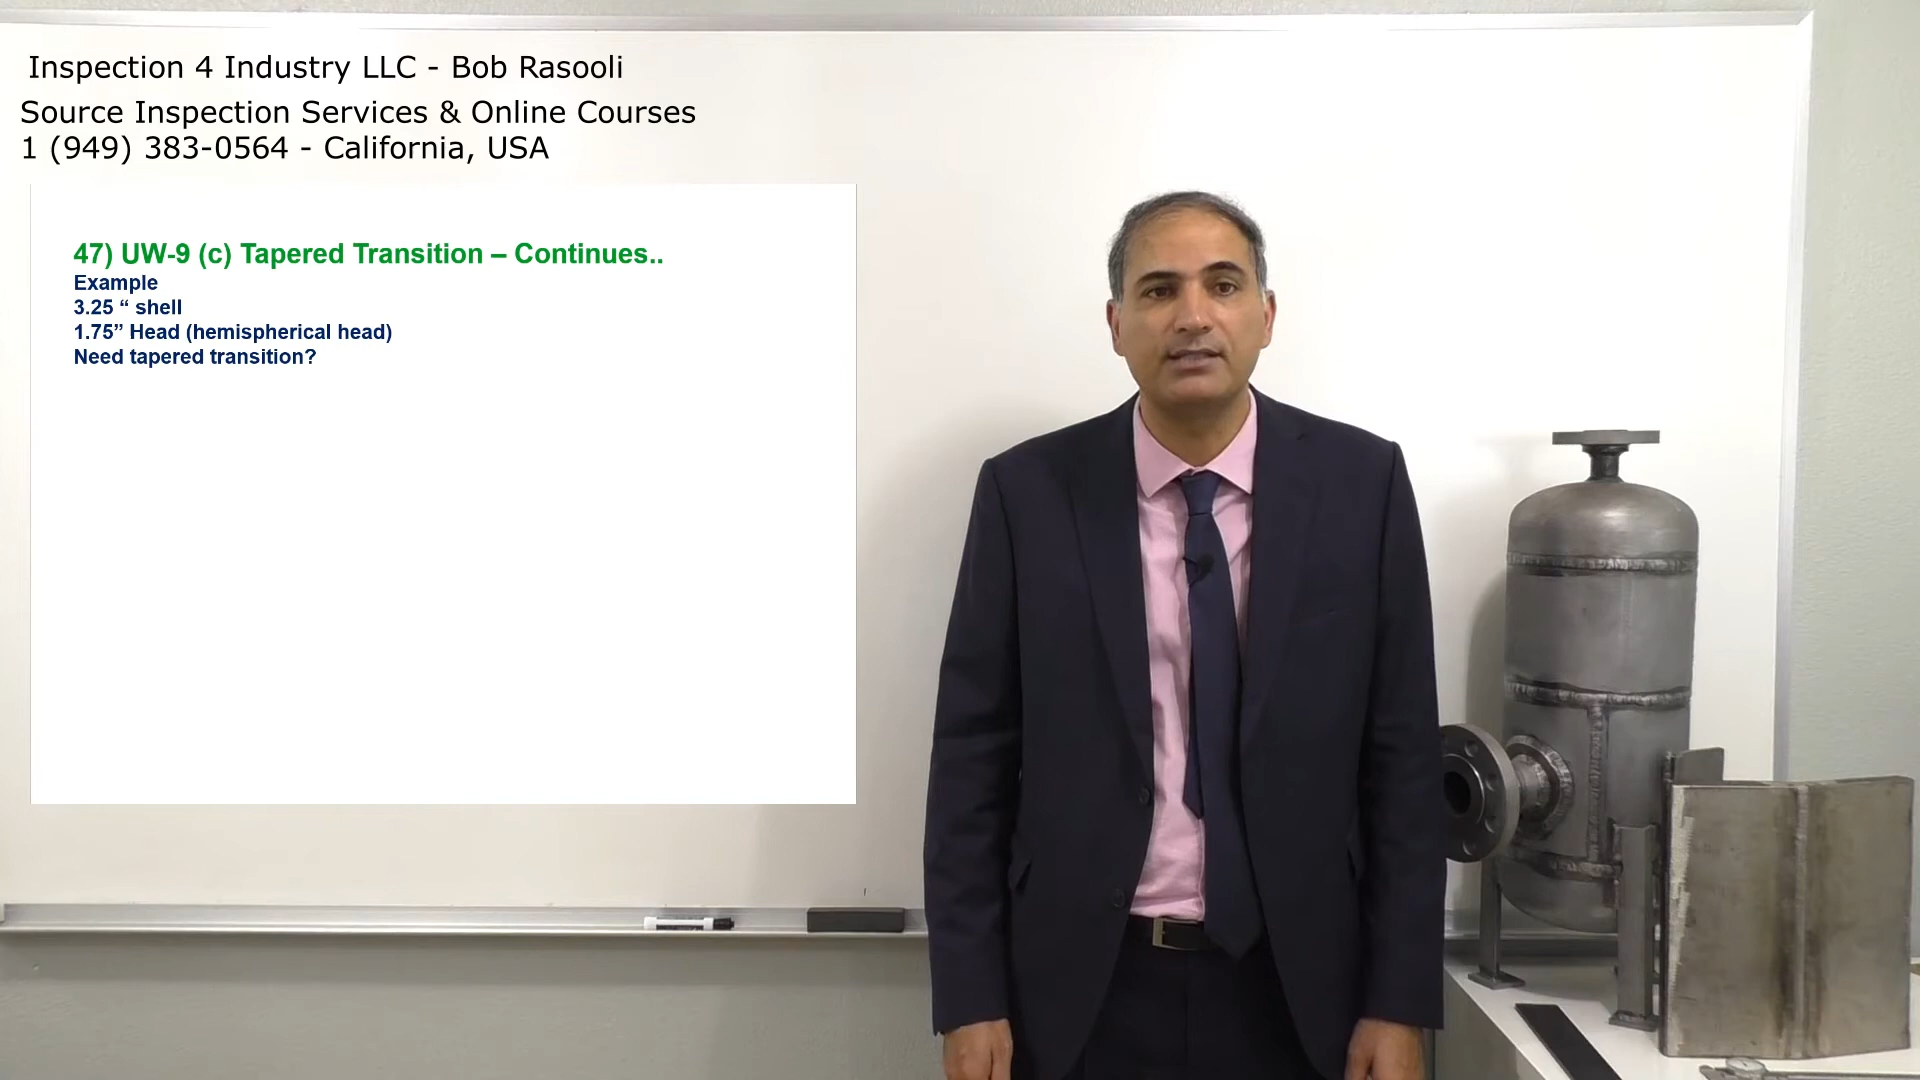 Inspection 4 Industry LLC - Bob Rasooli
Source Inspection Services & Online Courses
1 (949) 383-0564 - California, USA
47) UW-9 (c) Tapered Transition – Continues..
Example
3.25 “ shell
1.75” Head (hemispherical head)
Need tapered transition?